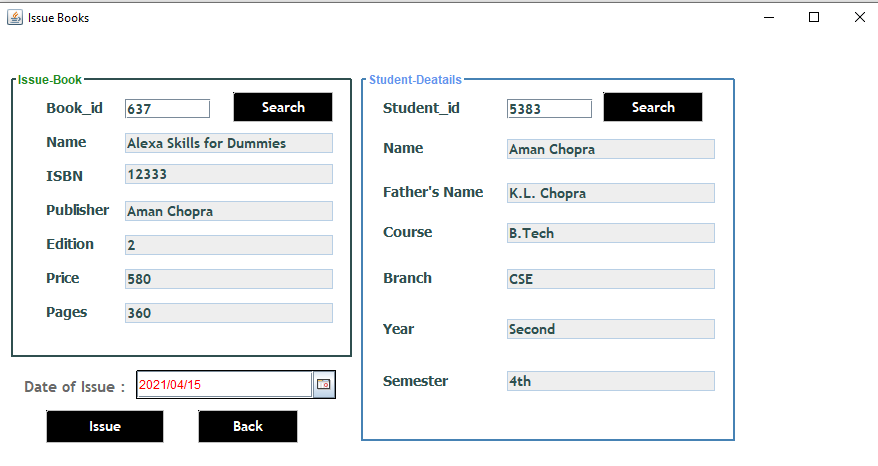 Issue Books
Issue-Book
Book_id 637 Search
Name Alexa Skills for Dummies
ISBN 12333
Publisher Aman Chopra
Edition 2
Price 580
Pages 360
Date of Issue : 2021/04/15
Issue Back
Student-Deatails
Student_id 5383 Search
Name Aman Chopra
Father's Name K.L. Chopra
Course B.Tech
Branch CSE
Year Second
Semester 4th